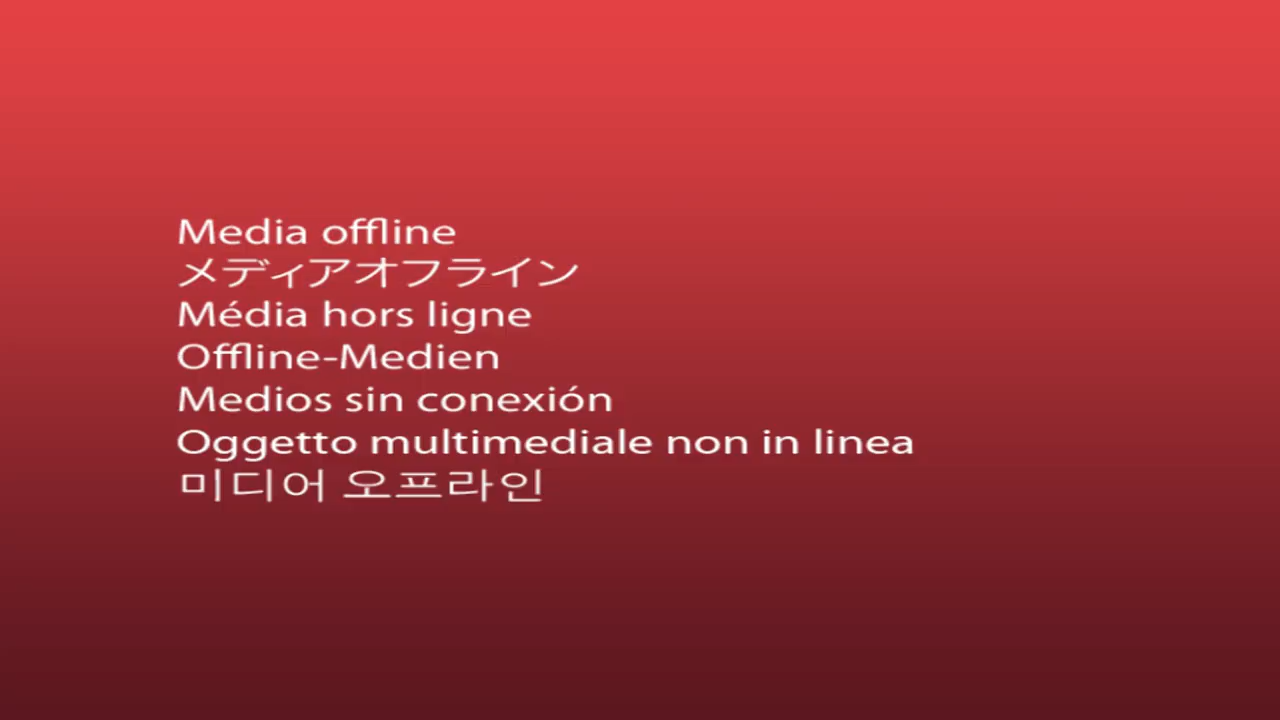 Media offline
メディアオフライン
Média hors ligne
Offline-Medien
Medios sin conexión
Oggetto multimediale non in linea
미디어 오프라인